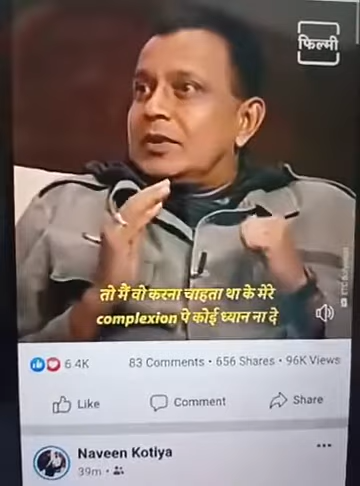 फिल्मी
तो मैं वो करना चाहता था के मेरे
complexion पे कोई ध्यान ना दे
6.4K 83 Comments • 656 Shares • 96K Views
Like Comment Share
Naveen Kotiya
39m •